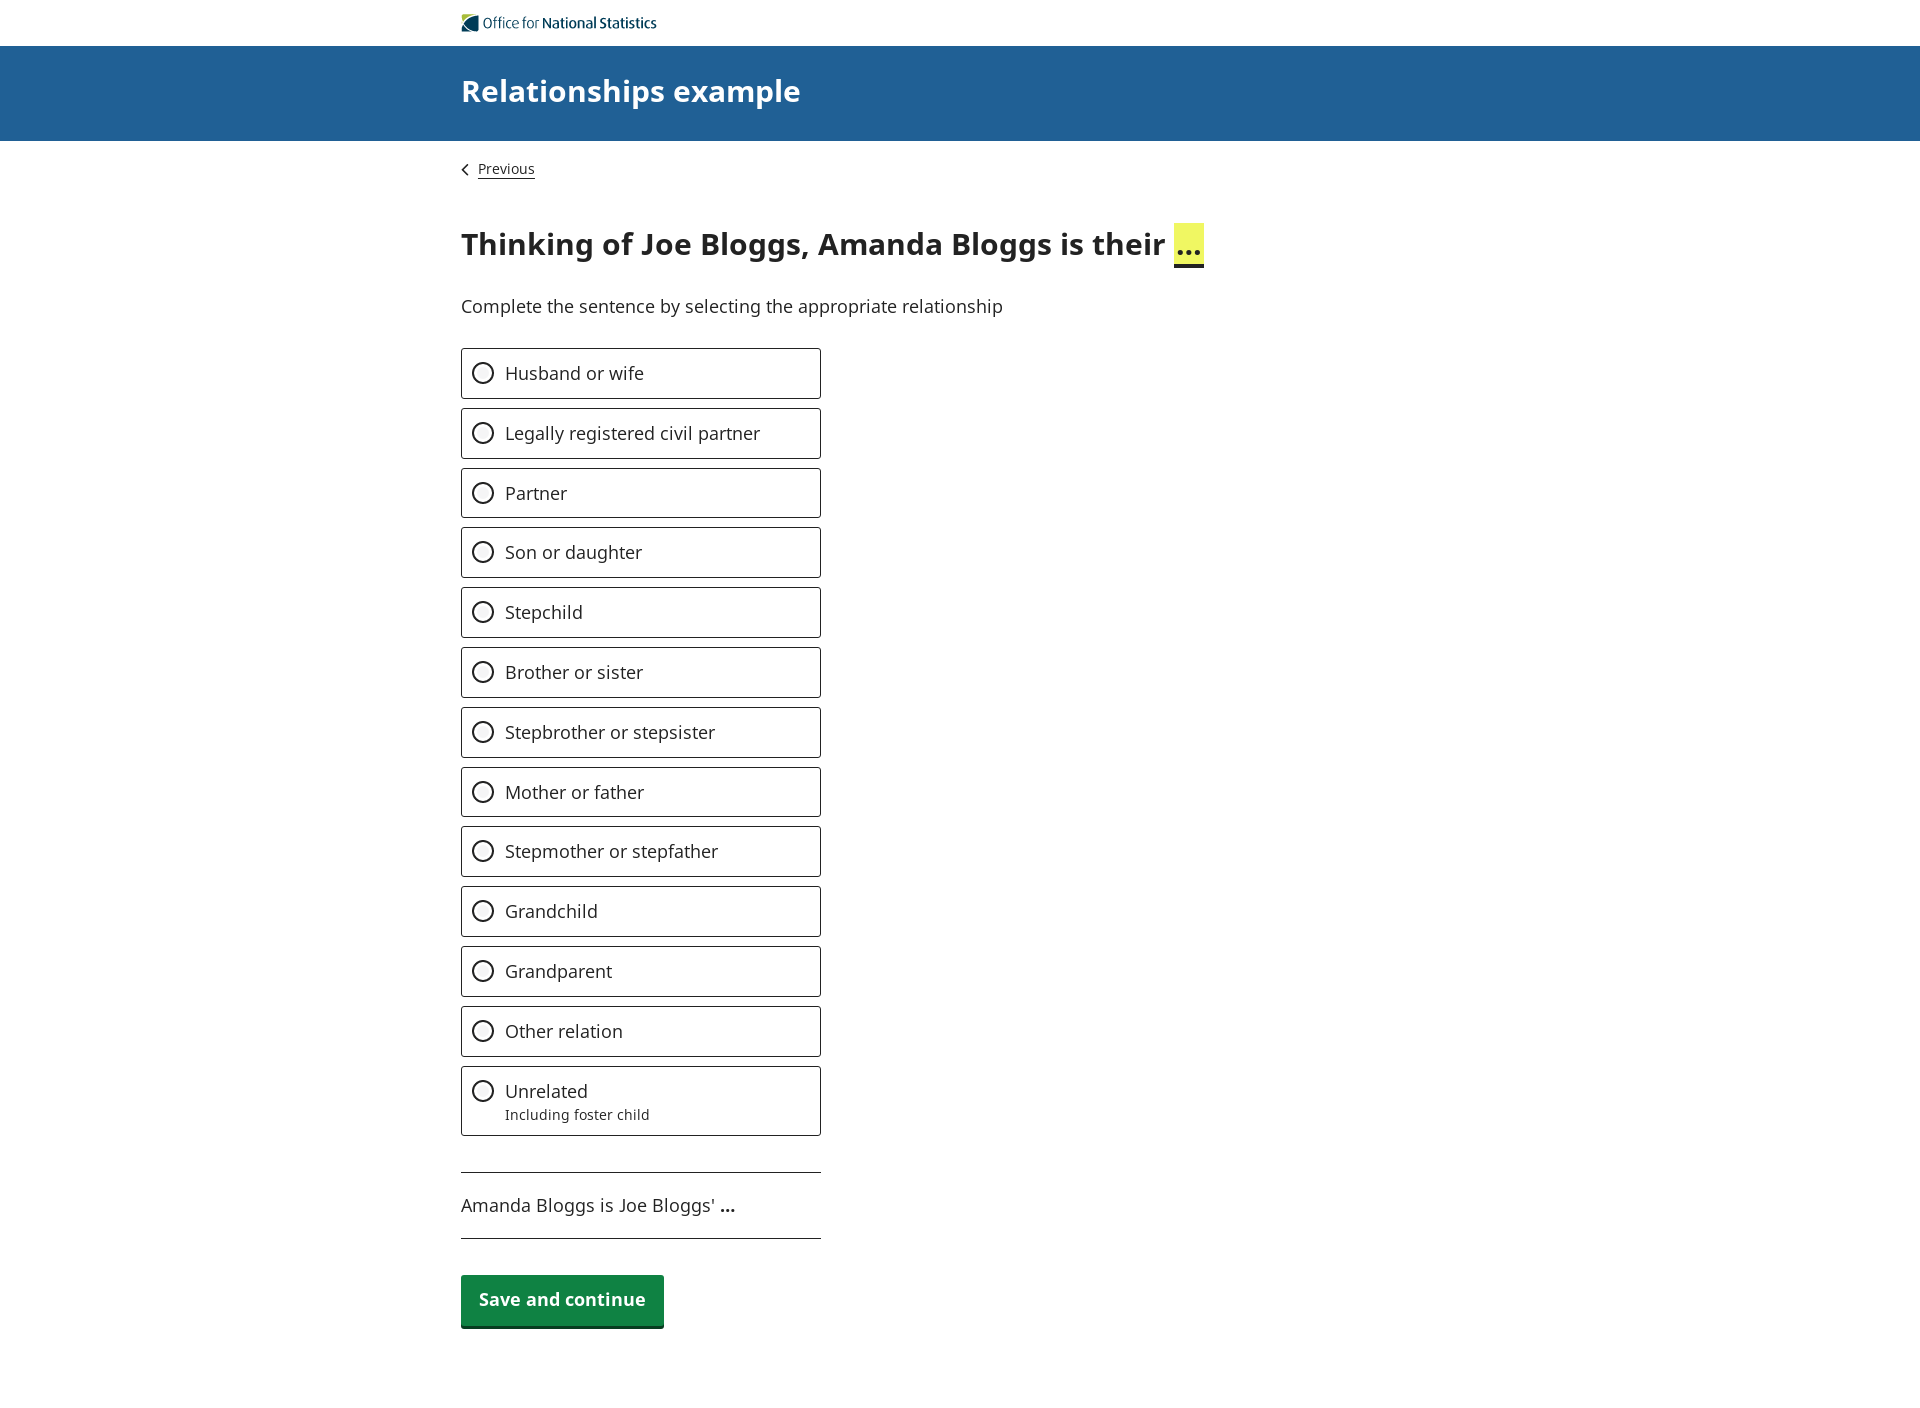 Office for National Statistics
Relationships example
Previous
Thinking of Joe Bloggs, Amanda Bloggs is their ...
Complete the sentence by selecting the appropriate relationship
Husband or wife
Legally registered civil partner
Partner
Son or daughter
Stepchild
Brother or sister
Stepbrother or stepsister
Mother or father
Stepmother or stepfather
Grandchild
Grandparent
Other relation
Unrelated
Including foster child
Amanda Bloggs is Joe Bloggs' ...
Save and continue